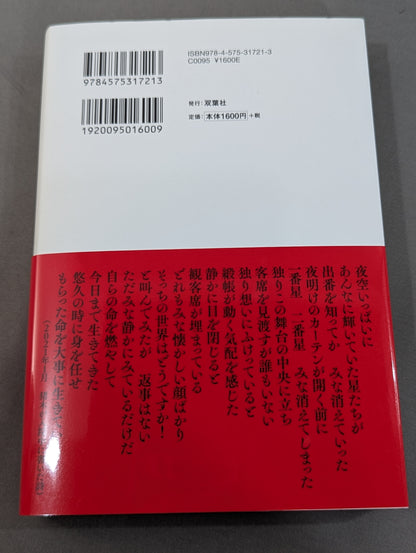 ISBN978-4-575-31721-3
C0095 ¥1600E
9784575317213
発行：双葉社
定価：本体1600円＋税
1920095016009
夜空いっぱいに
あんなに輝いていた星たちが
出番を知ってか みな消えていった
夜明けのカーテンが開く前に
一番星 二番星 みな消えてしまった
独りこの舞台の中央に立ち
客席を見渡すが誰もいない
独り想いにふけっていると
緞帳が動く気配を感じた
静かに目を閉じると
観客席が埋まっている
どれもみな懐かしい顔ばかり
そっちの世界はどうですか！
と叫んでみたが 返事はない
ただみな静かにみているだけだ
自らの命を燃やして
今日まで生きてきた
悠久の時に身を任せ
もらった命を大事に生き
（2021年1月